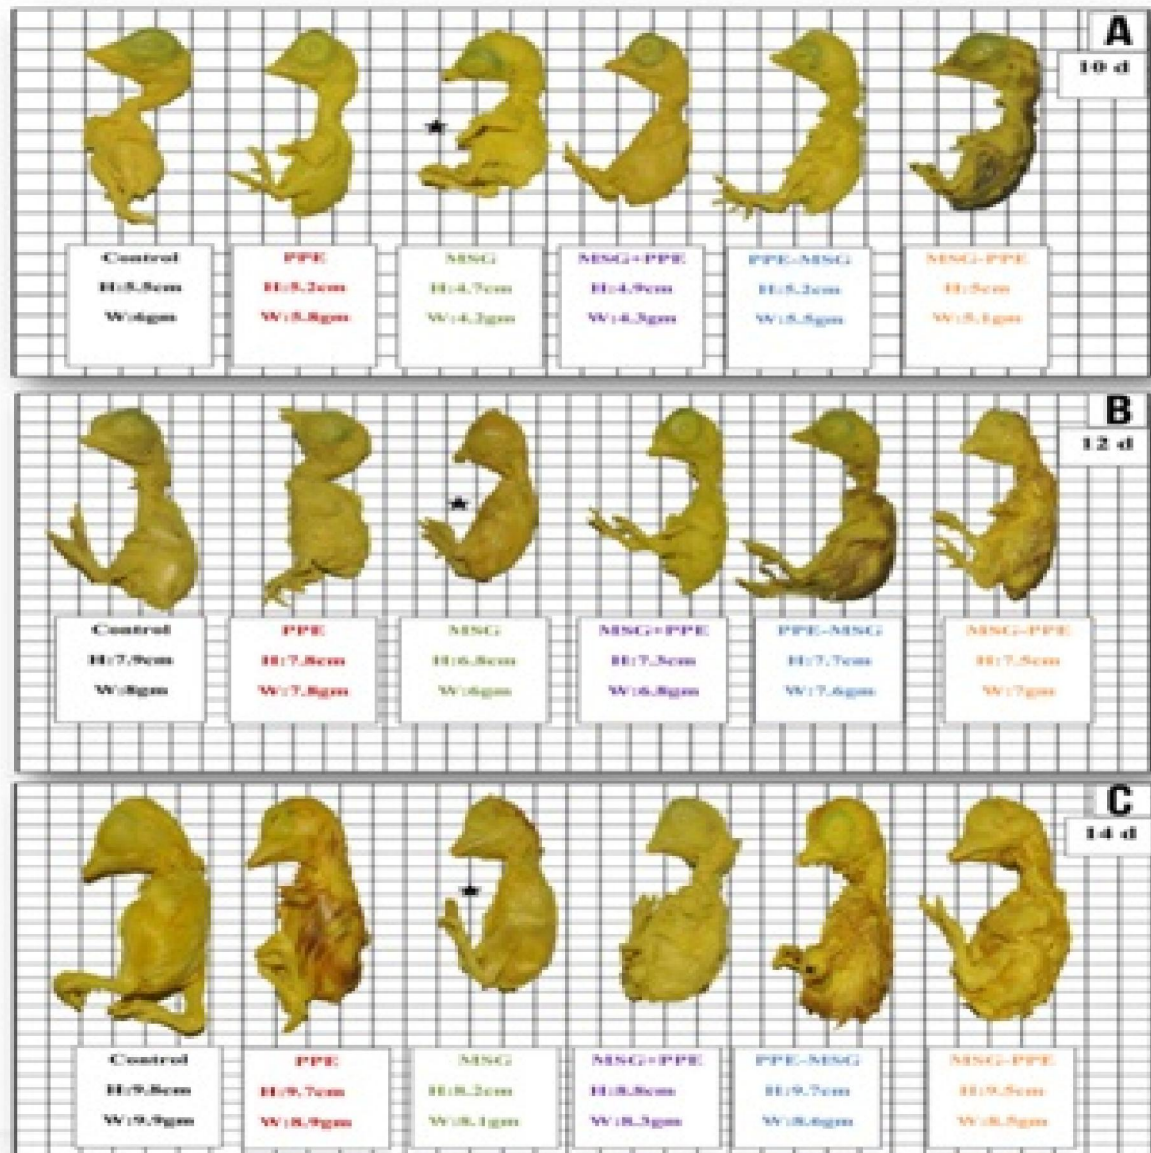 A
10 d
Control
H:5.5cm
W:6gm
PPE
H:5.2cm
W:5.8gm
MSG
H:4.7cm
W:4.2gm
MSG+PPE
H:4.9cm
W:4.3gm
PPE-MSG
H:5.2cm
W:5.5gm
MSG-PPE
H:5cm
W:5.1gm
B
12 d
Control
H:7.9cm
W:8gm
PPE
H:7.8cm
W:7.8gm
MSG
H:6.8cm
W:6gm
MSG+PPE
H:7.3cm
W:6.8gm
PPE-MSG
H:7.7cm
W:7.6gm
MSG-PPE
H:7.5cm
W:7gm
C
14 d
Control
H:9.8cm
W:9.9gm
PPE
H:9.7cm
W:8.9gm
MSG
H:8.2cm
W:8.1gm
MSG+PPE
H:8.8cm
W:8.3gm
PPE-MSG
H:9.7cm
W:8.6gm
MSG-PPE
H:9.5cm
W:8.5gm